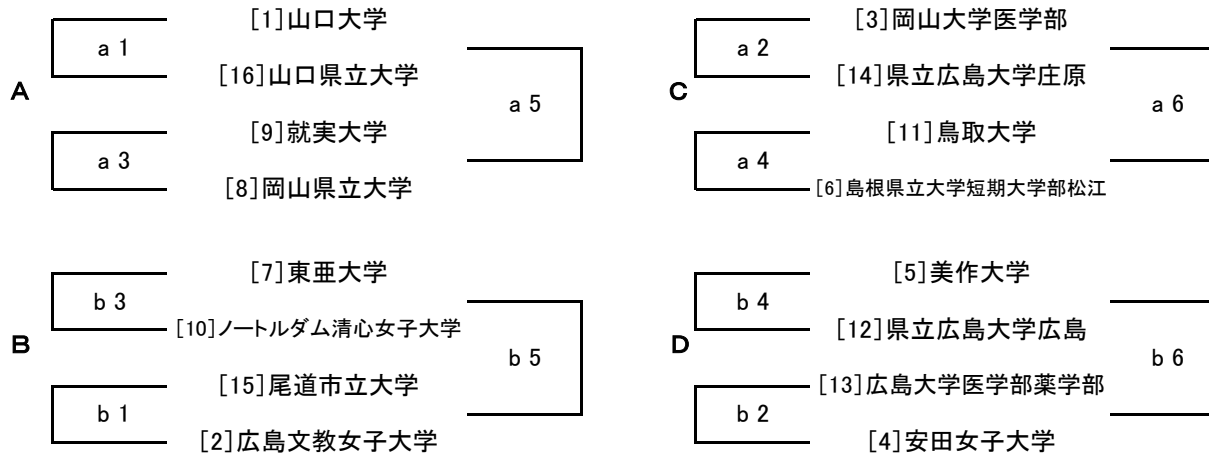 [1]山口大学
a 1
[16]山口県立大学
A
a 5
[9]就実大学
a 3
[8]岡山県立大学
[3]岡山大学医学部
a 2
[14]県立広島大学庄原
C
a 6
[11]鳥取大学
a 4
[6]島根県立大学短期大学部松江
[7]東亜大学
b 3
[10]ノートルダム清心女子大学
B
b 5
[15]尾道市立大学
b 1
[2]広島文教女子大学
[5]美作大学
b 4
[12]県立広島大学広島
D
b 6
[13]広島大学医学部薬学部
b 2
[4]安田女子大学